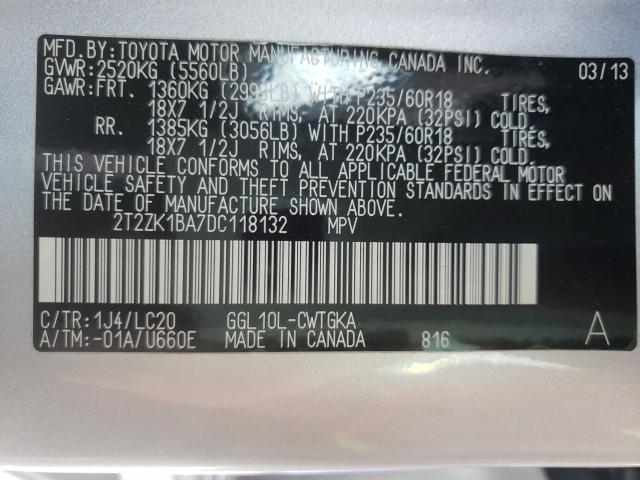 MFD.BY:TOYOTA MOTOR MANUFACTURING CANADA INC. 03/13
GVWR:2520KG (5560LB)
GAWR:FRT. 1360KG (2999LB) WITH P235/60R18 TIRES,
18X7 1/2J RIMS, AT 220KPA (32PSI) COLD.
RR. 1385KG (3056LB) WITH P235/60R18 TIRES,
18X7 1/2J RIMS, AT 220KPA (32PSI) COLD.
THIS VEHICLE CONFORMS TO ALL APPLICABLE FEDERAL MOTOR
VEHICLE SAFETY AND THEFT PREVENTION STANDARDS IN EFFECT ON
THE DATE OF MANUFACTURE SHOWN ABOVE.
2T2ZK1BA7DC118132 MPV
C/TR:1J4/LC20 GGL10L-CWTGKA A
A/TM:-01A/U660E MADE IN CANADA 816